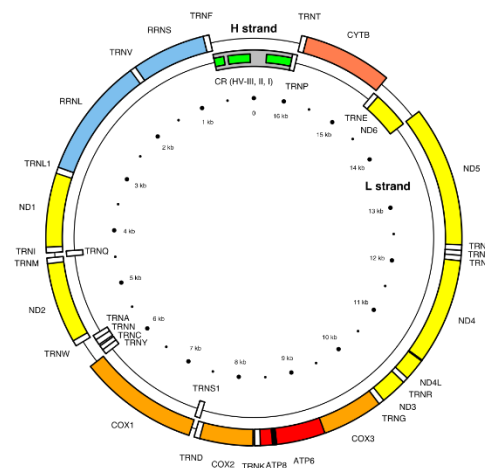 H strand
TRNF
TRNT
RRNS
CYTB
TRNV
CR (HV-III, II, I)
TRNP
TRNE
ND6
RRNL
0
1 kb
16 kb
15 kb
2 kb
14 kb
ND5
TRNL1
3 kb
L strand
ND1
13 kb
4 kb
TRNI
TRNQ
TRNM
12 kb
TRN
TRN
TRN
5 kb
ND2
11 kb
ND4
6 kb
TRNA
TRNN
TRNC
TRNY
10 kb
TRNW
7 kb
8 kb
9 kb
ND4L
TRNR
ND3
TRNG
TRNS1
COX1
COX3
TRND
COX2
TRNK
ATP8
ATP6